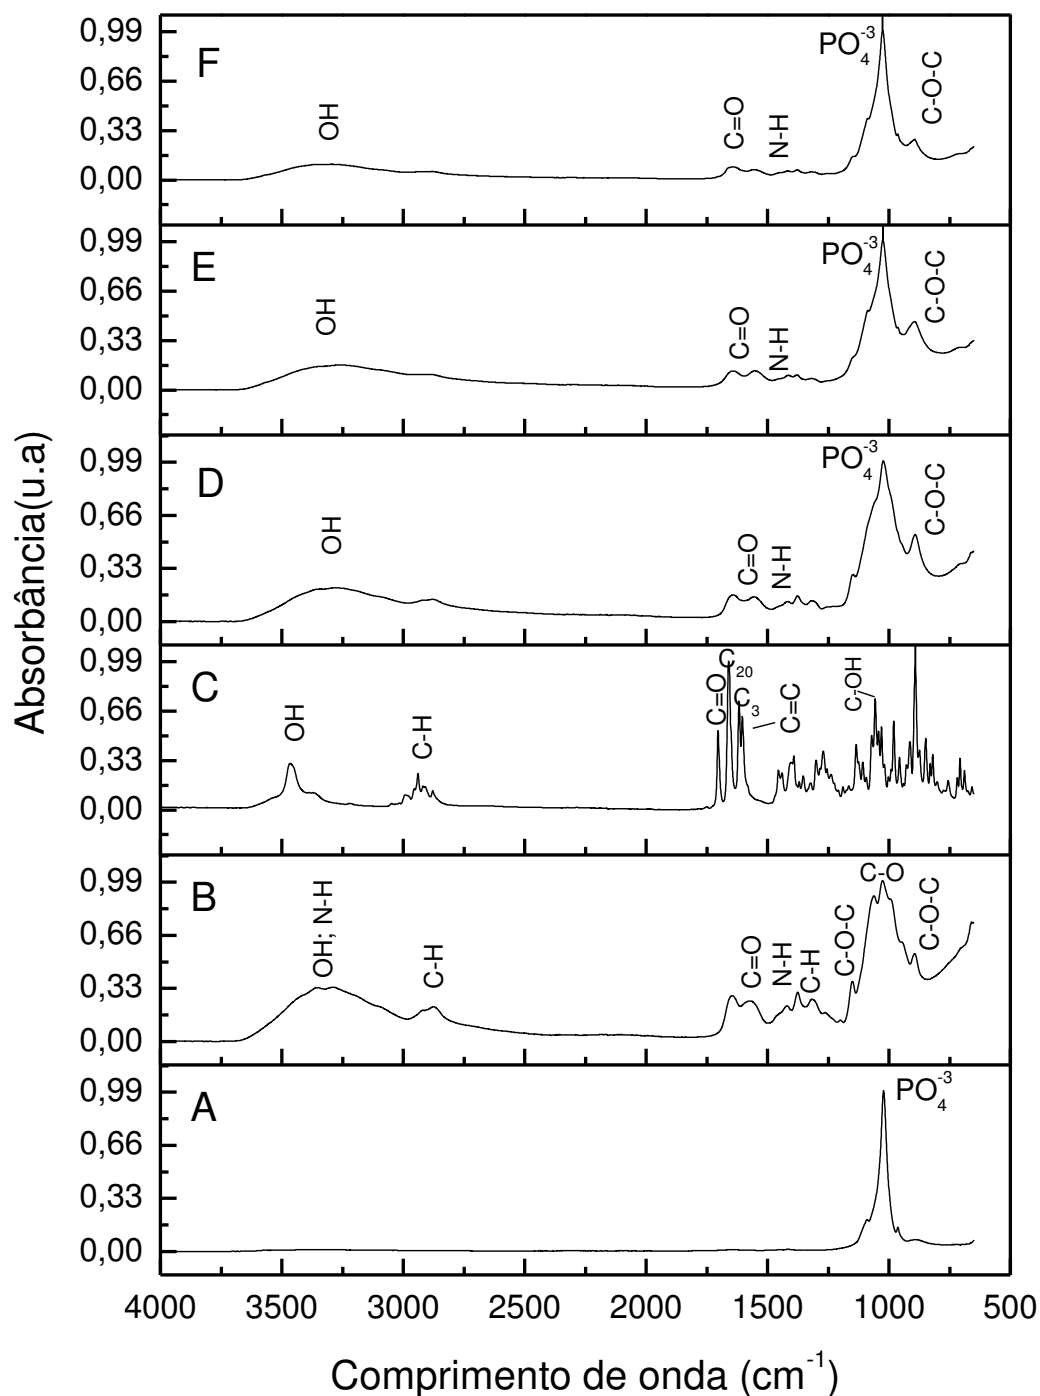 Absorbância(u.a)
0,99
0,66
0,33
0,00
F
OH
C=O
N-H
PO₄⁻³
C-O-C
0,99
0,66
0,33
0,00
E
OH
C=O
N-H
PO₄⁻³
C-O-C
0,99
0,66
0,33
0,00
D
OH
C=O
N-H
PO₄⁻³
C-O-C
0,99
0,66
0,33
0,00
C
OH
C-H
C=O
C₂₀
C₃
C=C
C-OH
0,99
0,66
0,33
0,00
B
OH; N-H
C-H
C=O
N-H
C-H
C-O-C
C-O
C-O-C
0,99
0,66
0,33
0,00
A
PO₄⁻³
4000 3500 3000 2500 2000 1500 1000 500
Comprimento de onda (cm⁻¹)